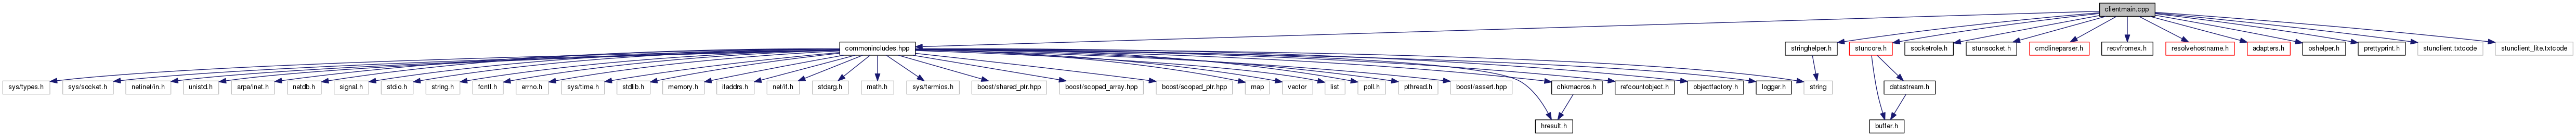 clientmain.cpp
commonincludes.hpp
stringhelper.h
stuncore.h
socketrole.h
stunsocket.h
cmdlineparser.h
recvfromex.h
resolvehostname.h
adapters.h
oshelper.h
prettyprint.h
stunclient.txtcode
stunclient_lite.txtcode
sys/types.h
sys/socket.h
netinet/in.h
unistd.h
arpa/inet.h
netdb.h
signal.h
stdio.h
string.h
fcntl.h
errno.h
sys/time.h
stdlib.h
memory.h
ifaddrs.h
net/if.h
stdarg.h
math.h
sys/termios.h
boost/shared_ptr.hpp
boost/scoped_array.hpp
boost/scoped_ptr.hpp
map
vector
list
poll.h
pthread.h
boost/assert.hpp
chkmacros.h
refcountobject.h
objectfactory.h
logger.h
string
datastream.h
hresult.h
buffer.h